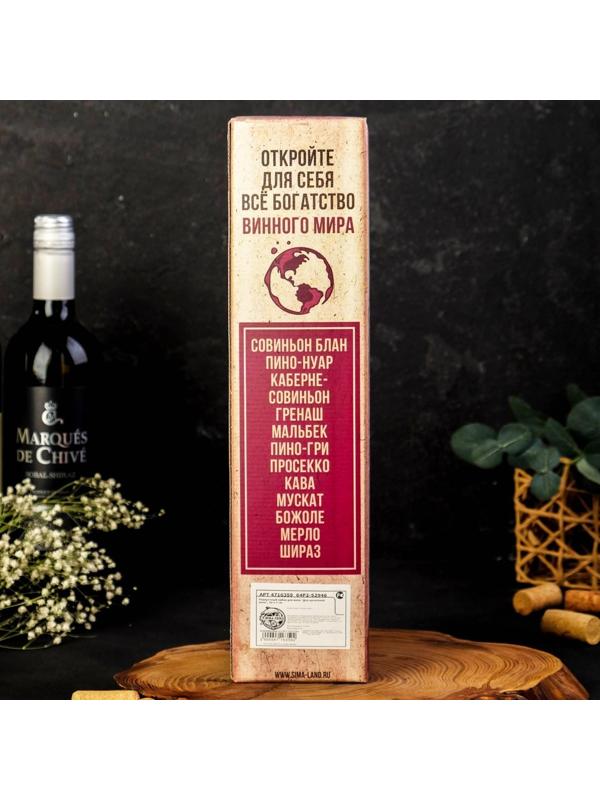 ОТКРОЙТЕ
ДЛЯ СЕБЯ
ВСЁ БОГАТСТВО
ВИННОГО МИРА
СОВИНЬОН БЛАН
ПИНО-НУАР
КАБЕРНЕ-
СОВИНЬОН
ГРЕНАШ
МАЛЬБЕК
ПИНО-ГРИ
ПРОСЕККО
КАВА
МУСКАТ
БОЖОЛЕ
МЕРЛО
ШИРАЗ
WWW.SIMA-LAND.RU
MARQUÉS
DE CHIVÉ